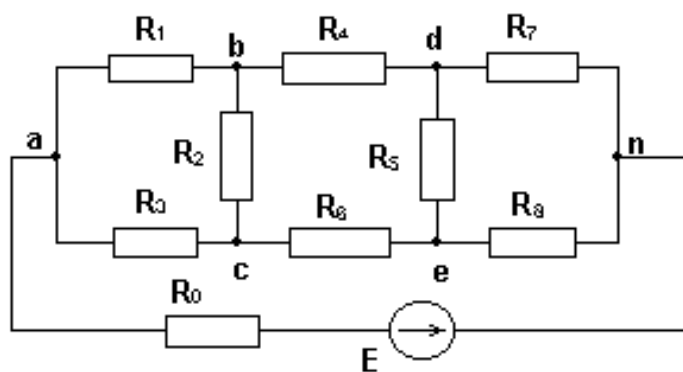 R₁ b R₄ d R₇
a R₂ R₅ n
R₃ R₆ R₈
c e
R₀
E